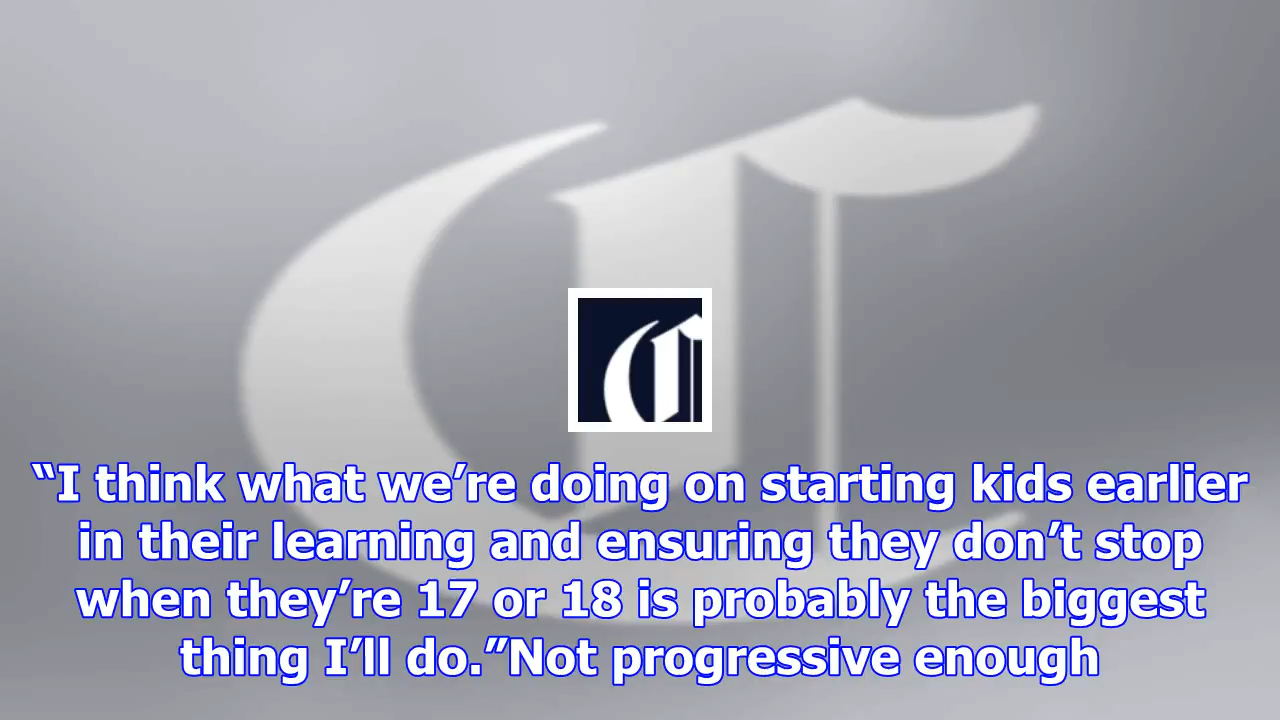 “I think what we’re doing on starting kids earlier
in their learning and ensuring they don’t stop
when they’re 17 or 18 is probably the biggest
thing I’ll do.”Not progressive enough